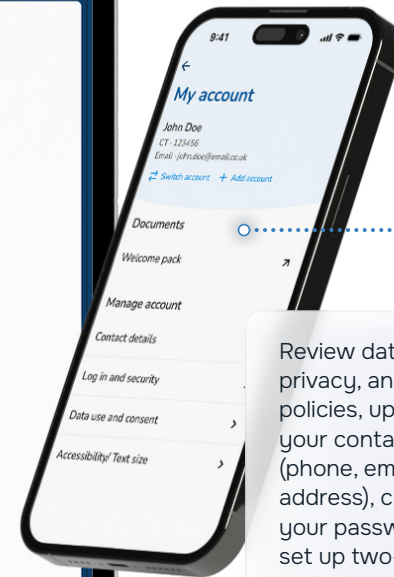 9:41
My account
John Doe
CT - 123456
Email - john.doe@email.co.uk
Switch account + Add account
Documents
Welcome pack
Manage account
Contact details
Log in and security
Data use and consent
Accessibility/ Text size
Review dat
privacy, an
policies, up
your conta
(phone, em
address), c
your passw
set up two-